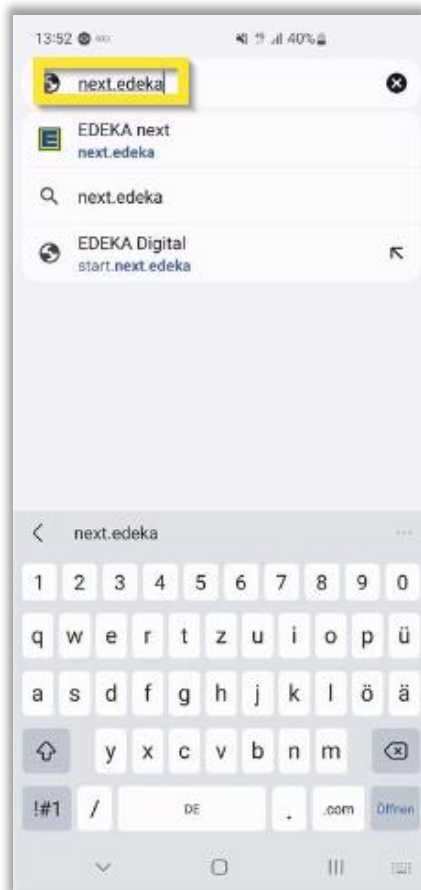 13:52 40%
next.edeka
EDEKA next
next.edeka
next.edeka
EDEKA Digital
start.next.edeka
next.edeka
1 2 3 4 5 6 7 8 9 0
q w e r t z u i o p ü
a s d f g h j k l ö ä
y x c v b n m
!#1 / DE . .com Öffnen